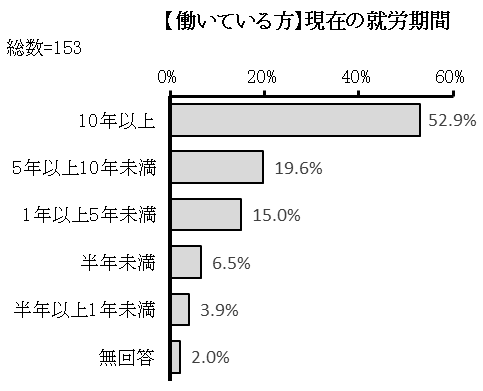 【働いている方】現在の就労期間
総数=153
0% 20% 40% 60%
10年以上 52.9%
5年以上10年未満 19.6%
1年以上5年未満 15.0%
半年未満 6.5%
半年以上1年未満 3.9%
無回答 2.0%